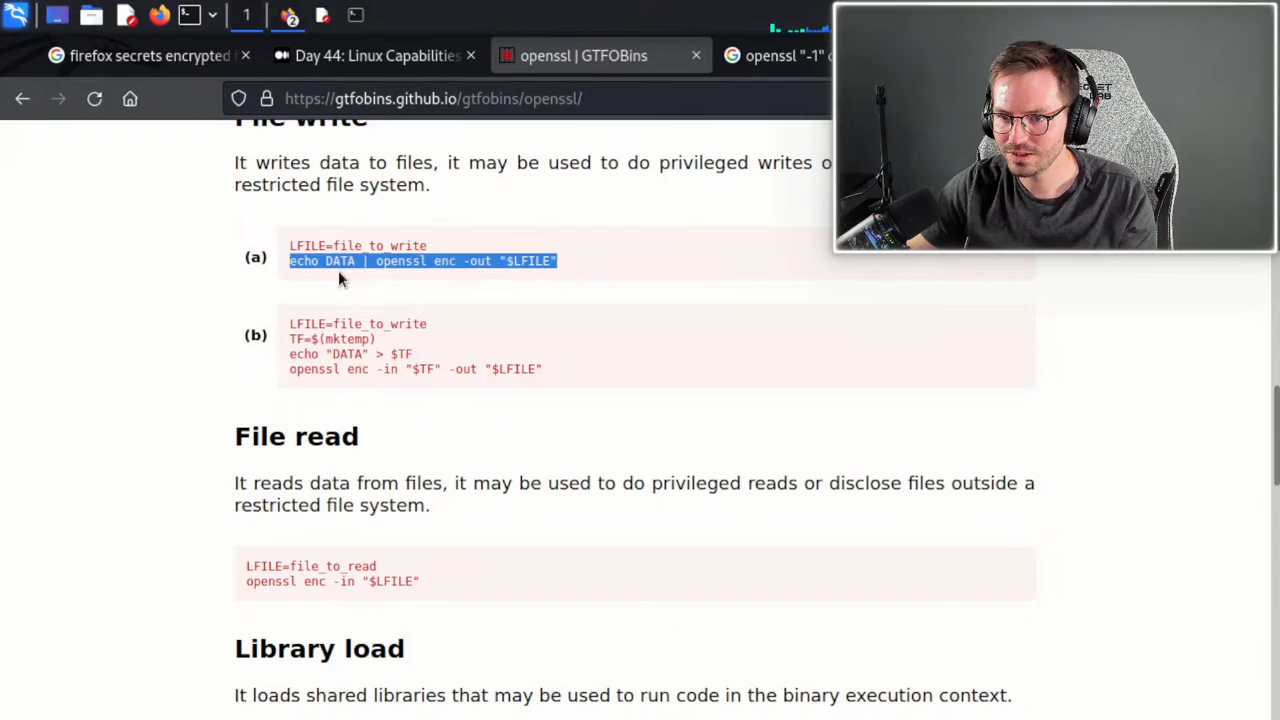 1
2
firefox secrets encrypted
Day 44: Linux Capabilities
openssl | GTFOBins
openssl "-1"
https://gtfobins.github.io/gtfobins/openssl/
File write
It writes data to files, it may be used to do privileged writes
restricted file system.
(a)
LFILE=file_to_write
echo DATA | openssl enc -out "$LFILE"
(b)
LFILE=file_to_write
TF=$(mktemp)
echo "DATA" > $TF
openssl enc -in "$TF" -out "$LFILE"
File read
It reads data from files, it may be used to do privileged reads or disclose files outside a
restricted file system.
LFILE=file_to_read
openssl enc -in "$LFILE"
Library load
It loads shared libraries that may be used to run code in the binary execution context.